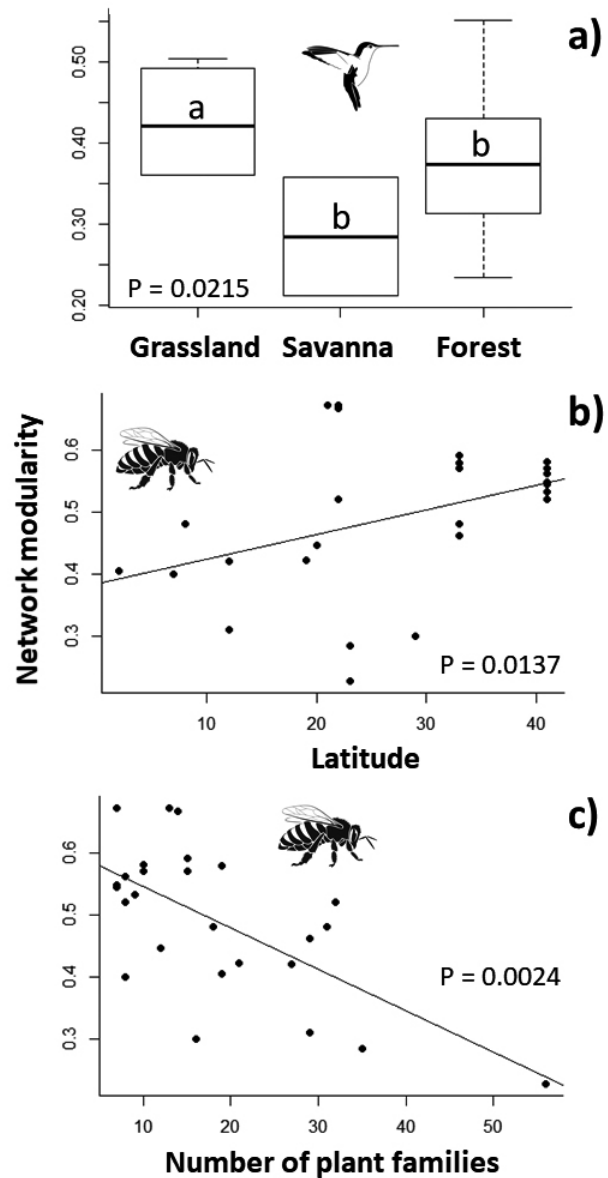 a)
0.50
0.40
0.30
0.20
a
b
b
P = 0.0215
Grassland Savanna Forest
b)
Network modularity
0.6
0.5
0.4
0.3
P = 0.0137
10 20 30 40
Latitude
c)
0.6
0.5
0.4
0.3
P = 0.0024
10 20 30 40 50
Number of plant families